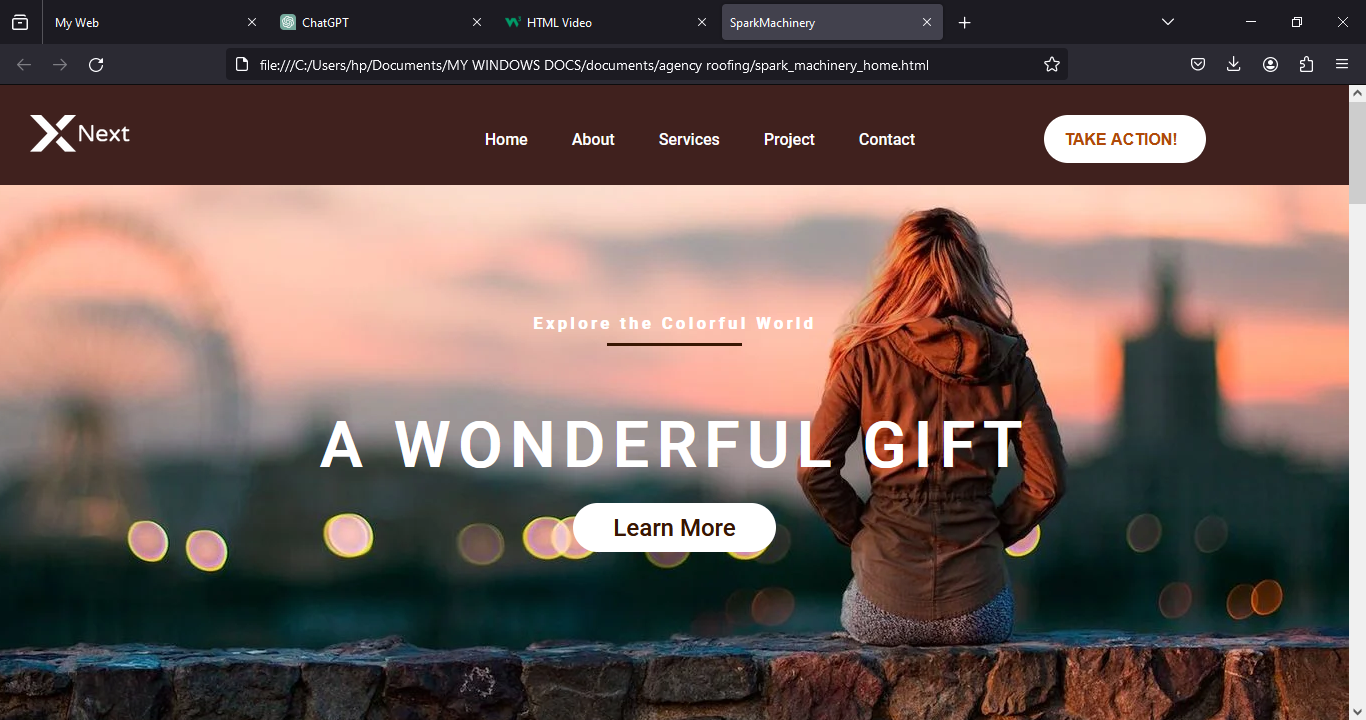 My Web
ChatGPT
HTML Video
SparkMachinery
file:///C:/Users/hp/Documents/MY WINDOWS DOCS/documents/agency roofing/spark_machinery_home.html
Next
Home About Services Project Contact
TAKE ACTION!
Explore the Colorful World
A WONDERFUL GIFT
Learn More